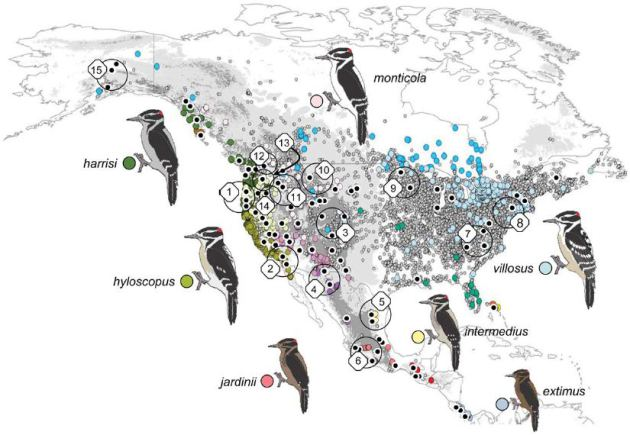 monticola
15
harrisi
13
12
10
9
1
11
14
8
7
3
hyloscopus
2
villosus
4
5
intermedius
6
jardinii
extimus